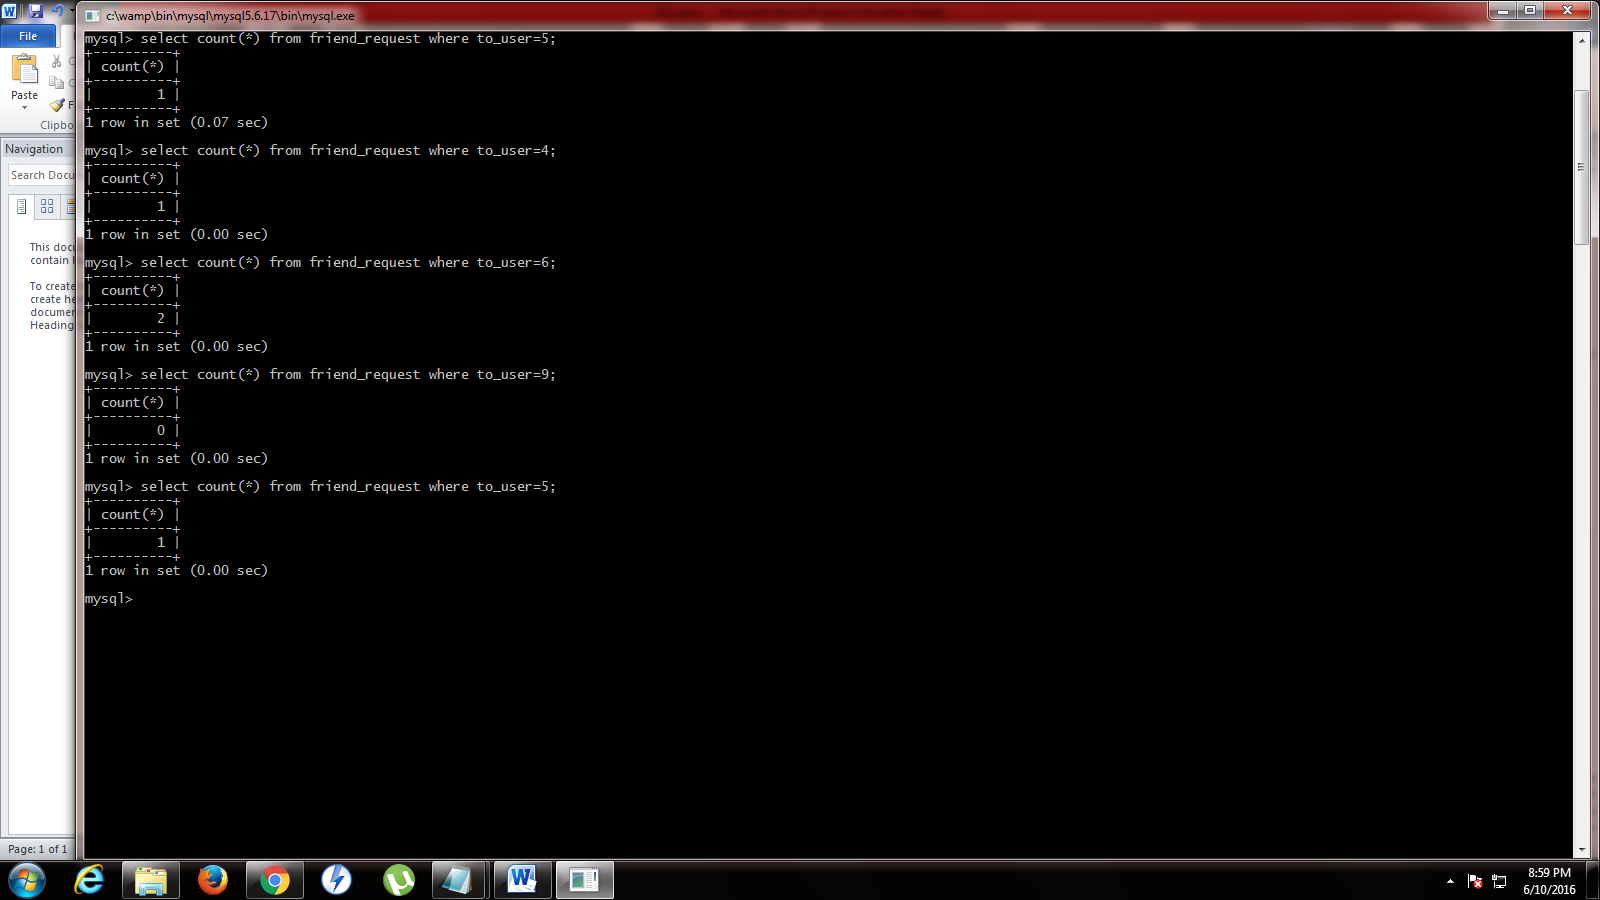 c:\wamp\bin\mysql\mysql5.6.17\bin\mysql.exe
File
Paste
Clipbo
Navigation
Search Docu
This docu
contain h
To create
create he
documen
Heading
Page: 1 of 1
mysql> select count(*) from friend_request where to_user=5;
+----------+
| count(*) |
+----------+
|        1 |
+----------+
1 row in set (0.07 sec)
mysql> select count(*) from friend_request where to_user=4;
+----------+
| count(*) |
+----------+
|        1 |
+----------+
1 row in set (0.00 sec)
mysql> select count(*) from friend_request where to_user=6;
+----------+
| count(*) |
+----------+
|        2 |
+----------+
1 row in set (0.00 sec)
mysql> select count(*) from friend_request where to_user=9;
+----------+
| count(*) |
+----------+
|        0 |
+----------+
1 row in set (0.00 sec)
mysql> select count(*) from friend_request where to_user=5;
+----------+
| count(*) |
+----------+
|        1 |
+----------+
1 row in set (0.00 sec)
mysql>
8:59 PM
6/10/2016